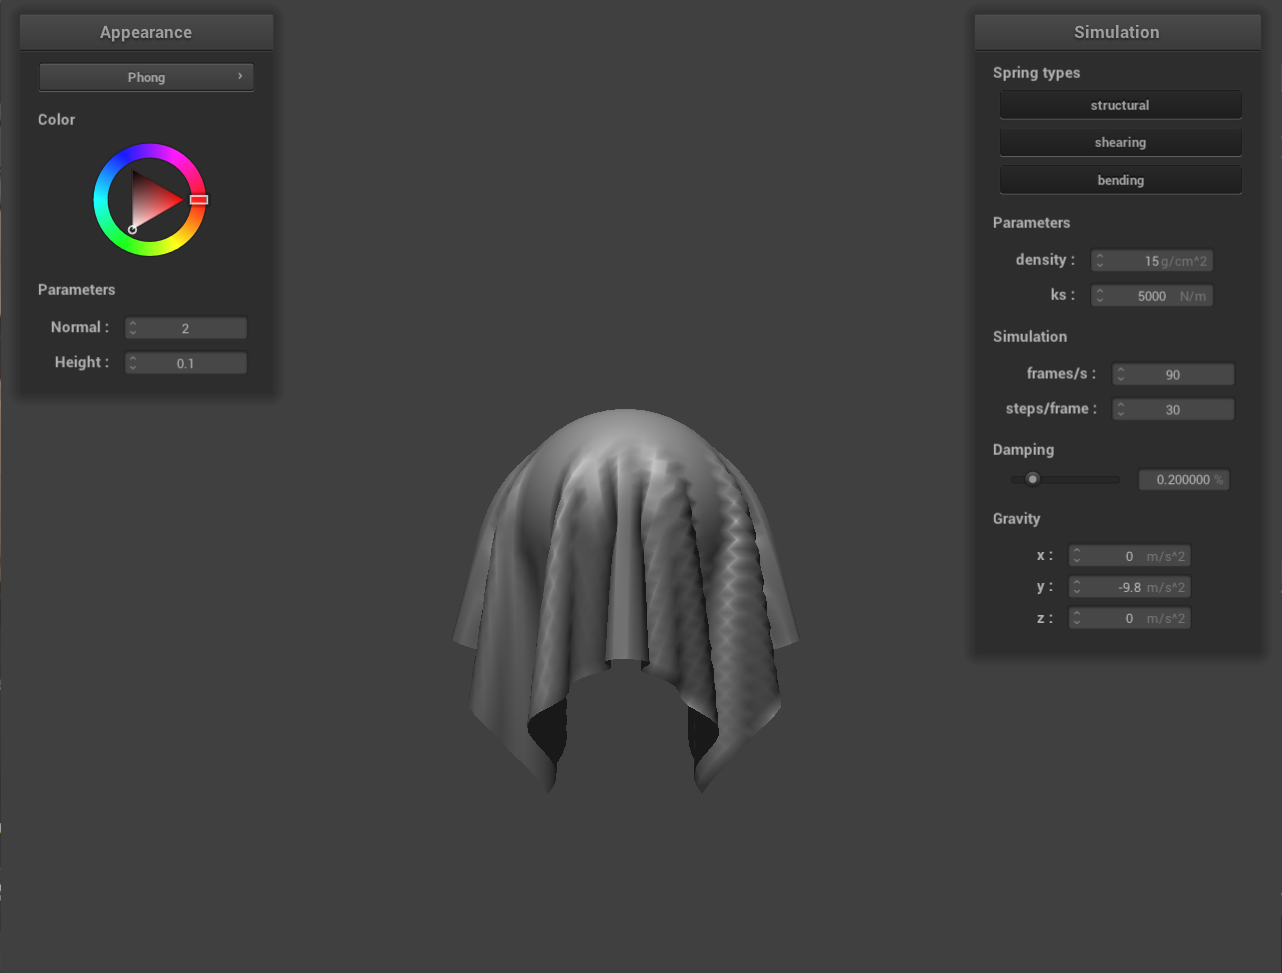 Appearance
Phong
Color
Parameters
Normal : 2
Height : 0.1
Simulation
Spring types
structural
shearing
bending
Parameters
density : 15 g/cm^2
ks : 5000 N/m
Simulation
frames/s : 90
steps/frame : 30
Damping
0.200000 %
Gravity
x : 0 m/s^2
y : -9.8 m/s^2
z : 0 m/s^2